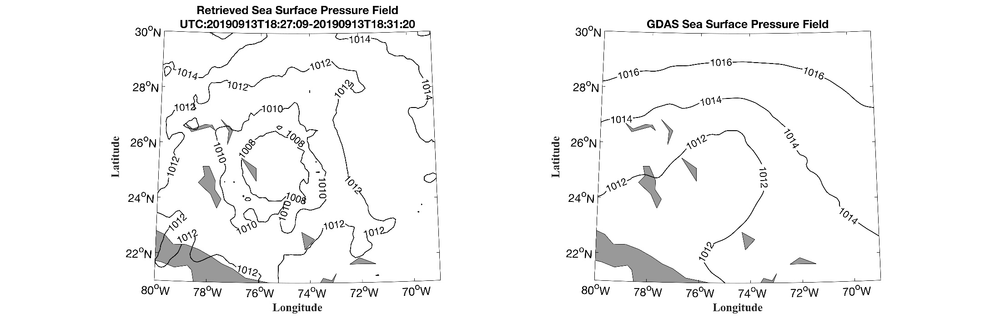 Retrieved Sea Surface Pressure Field
UTC:20190913T18:27:09-20190913T18:31:20
30°N
28°N
26°N
24°N
22°N
Latitude
1014
1014
1012
1012
1012
1014
1012
1010
1008
1008
1010
1012
1012
1010
1008
1010
1010
1012
1012
1012
1012
1012
80°W 78°W 76°W 74°W 72°W 70°W
Longitude
GDAS Sea Surface Pressure Field
30°N
28°N
26°N
24°N
22°N
Latitude
1016
1016
1016
1014
1014
1014
1012
1012
1012
1014
1012
80°W 78°W 76°W 74°W 72°W 70°W
Longitude